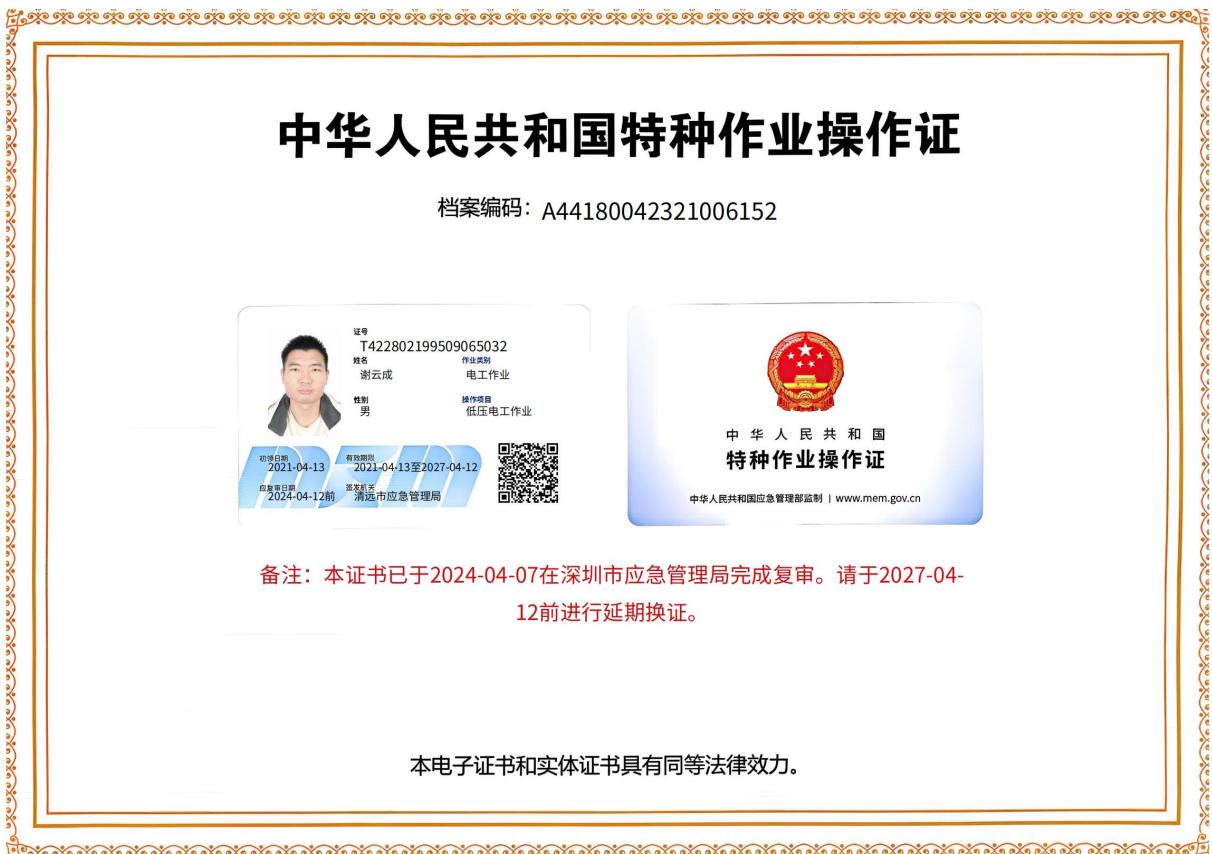 中华人民共和国特种作业操作证
档案编码：A44180042321006152
证号
T422802199509065032
姓名 作业类别
谢云成 电工作业
性别 操作项目
男 低压电工作业
初领日期 有效期限
2021-04-13 2021-04-13至2027-04-12
应复审日期 签发机关
2024-04-12前 清远市应急管理局
中华人民共和国
特种作业操作证
中华人民共和国应急管理部监制 | www.mem.gov.cn
备注：本证书已于2024-04-07在深圳市应急管理局完成复审。请于2027-04-
12前进行延期换证。
本电子证书和实体证书具有同等法律效力。